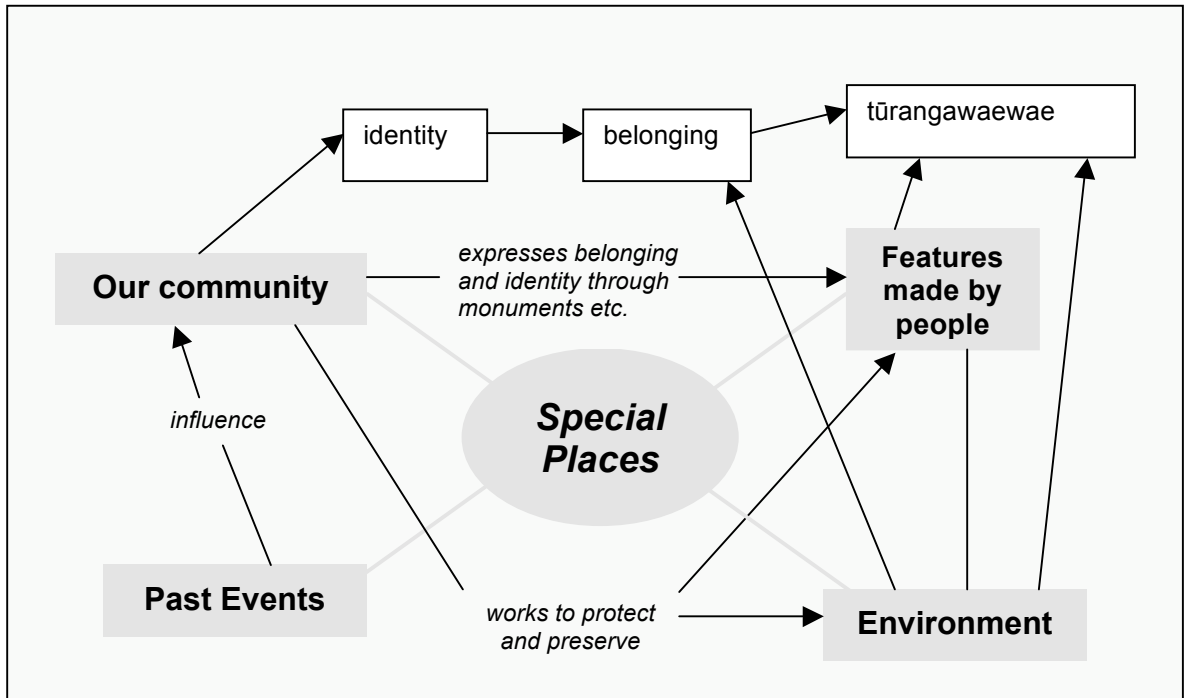 identity
belonging
tūrangawaewae
Our community
expresses belonging
and identity through
monuments etc.
Features
made by
people
influence
Special
Places
Past Events
works to protect
and preserve
Environment